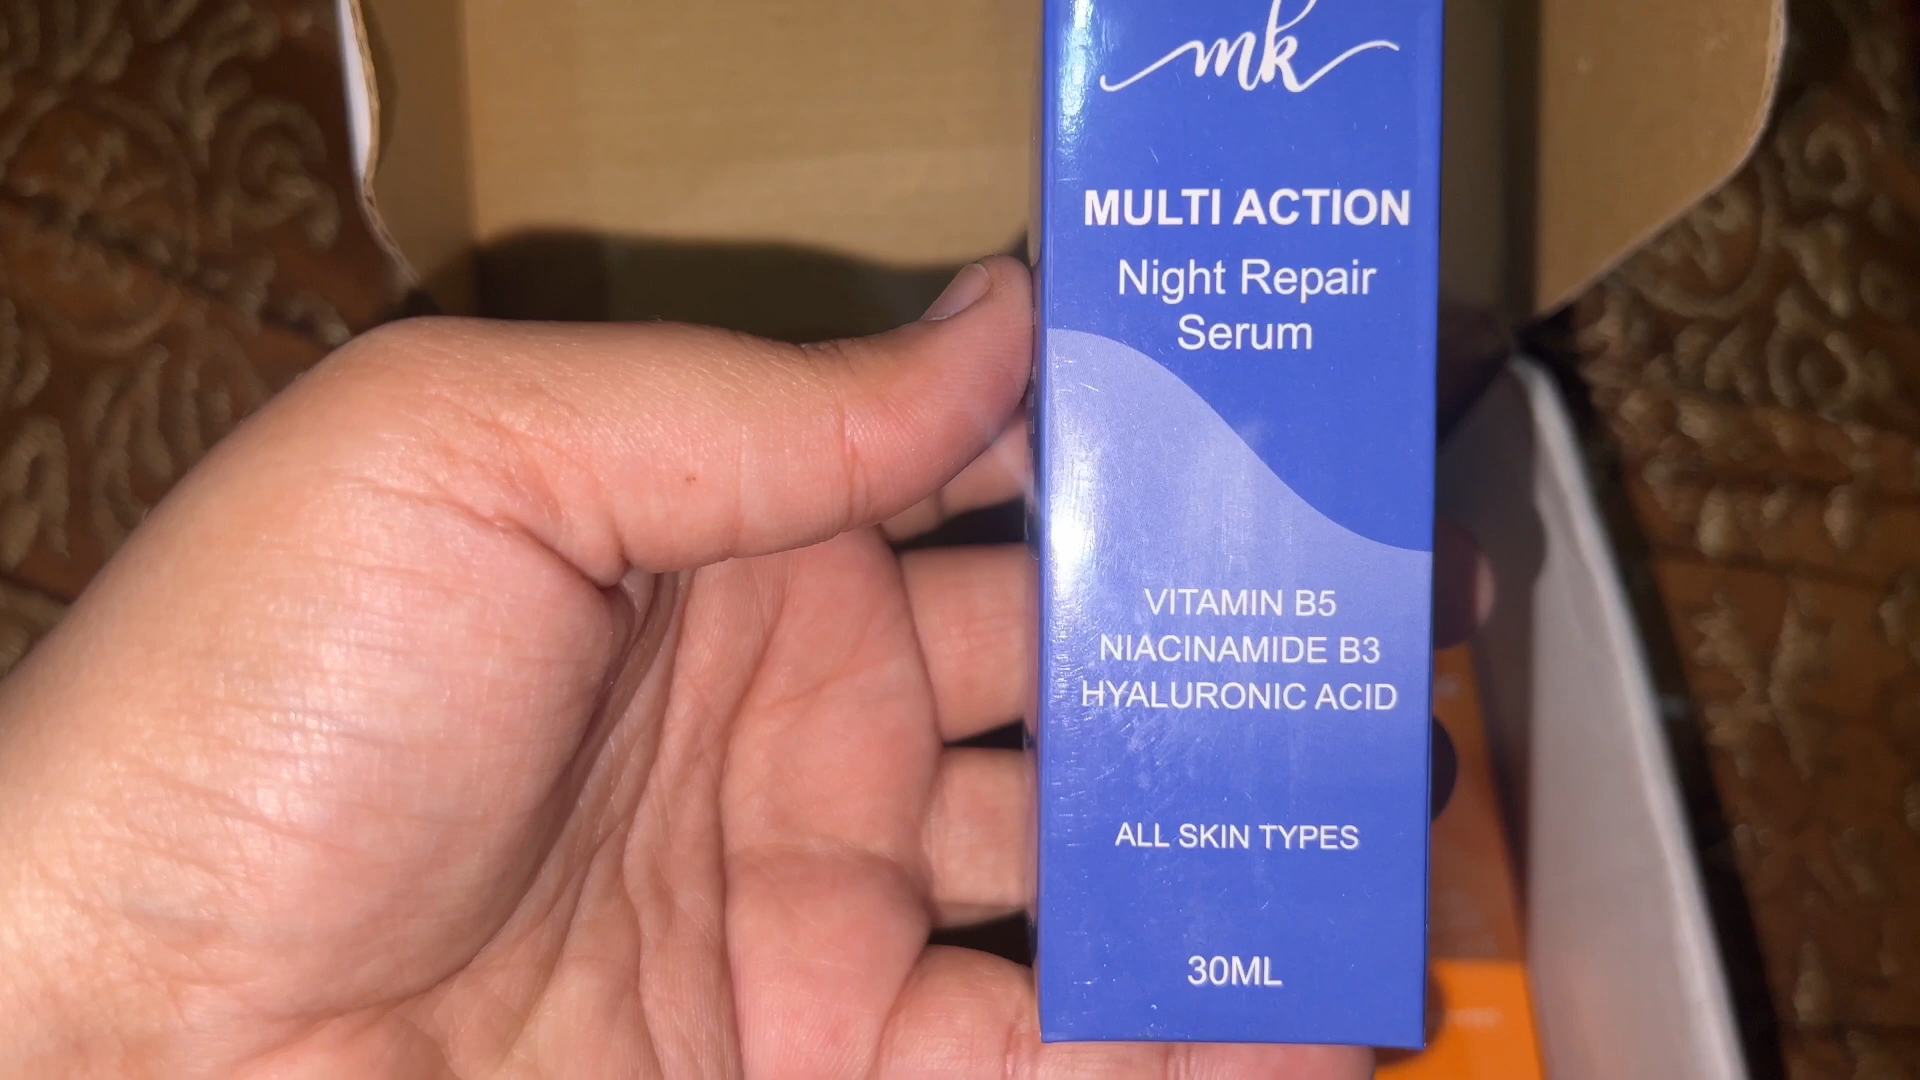 mk
MULTI ACTION
Night Repair
Serum
VITAMIN B5
NIACINAMIDE B3
HYALURONIC ACID
ALL SKIN TYPES
30ML